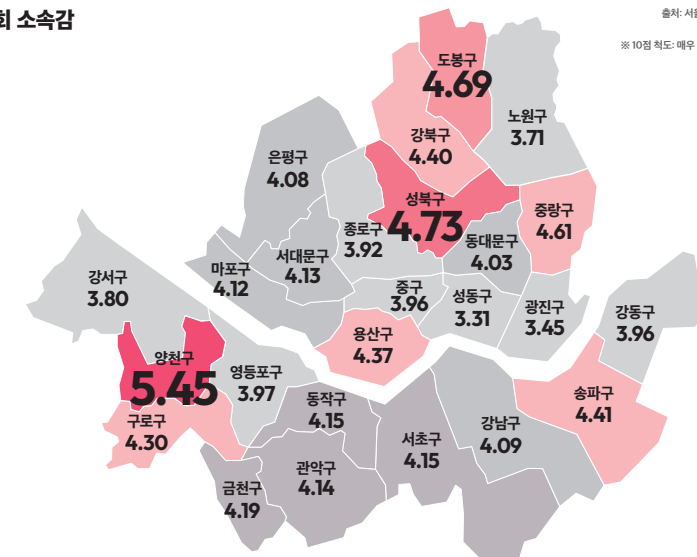 회 소속감
출처: 서울
※ 10점 척도: 매우
도봉구
4.69
노원구
3.71
강북구
4.40
은평구
4.08
성북구
4.73
중랑구
4.61
종로구
3.92
동대문구
4.03
서대문구
4.13
마포구
4.12
강서구
3.80
중구
3.96
성동구
3.31
광진구
3.45
강동구
3.96
용산구
4.37
양천구
5.45
영등포구
3.97
동작구
4.15
송파구
4.41
구로구
4.30
서초구
4.15
강남구
4.09
관악구
4.14
금천구
4.19